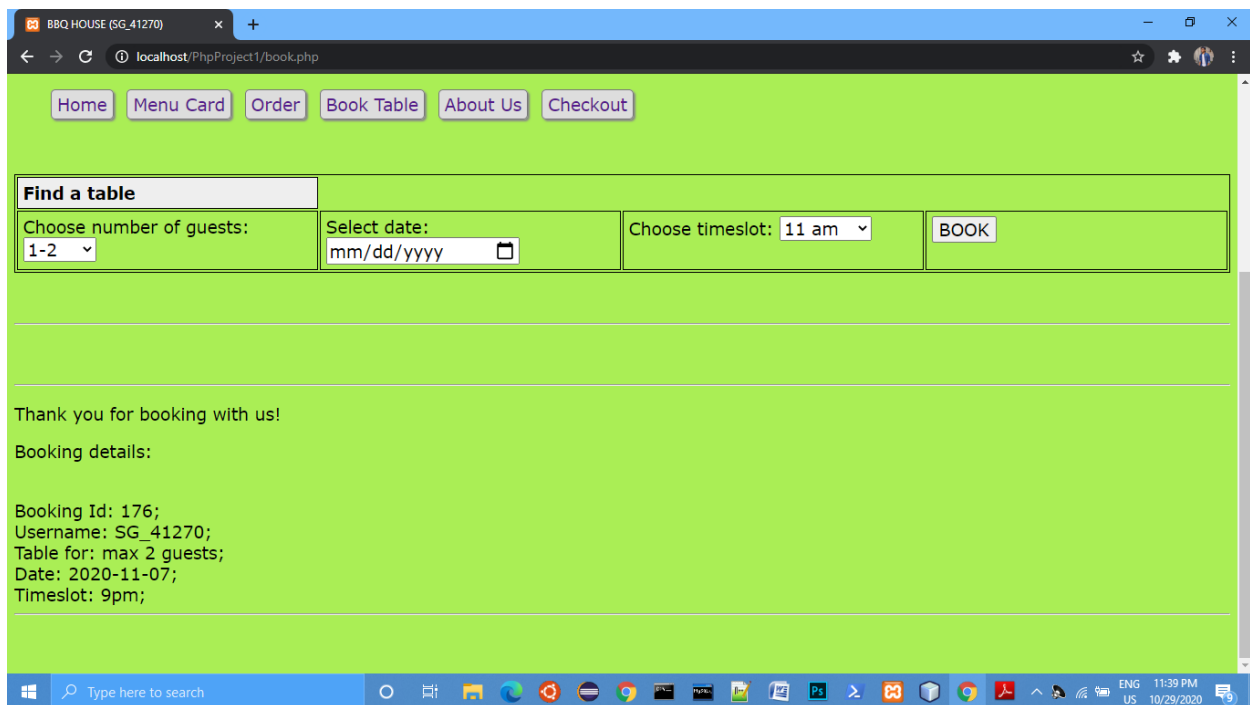 BBQ HOUSE (SG_41270)
localhost/PhpProject1/book.php
Home Menu Card Order Book Table About Us Checkout
Find a table
Choose number of guests: Select date: Choose timeslot: 11 am BOOK
1-2 mm/dd/yyyy
Thank you for booking with us!
Booking details:
Booking Id: 176;
Username: SG_41270;
Table for: max 2 guests;
Date: 2020-11-07;
Timeslot: 9pm;
Type here to search
ENG 11:39 PM
US 10/29/2020